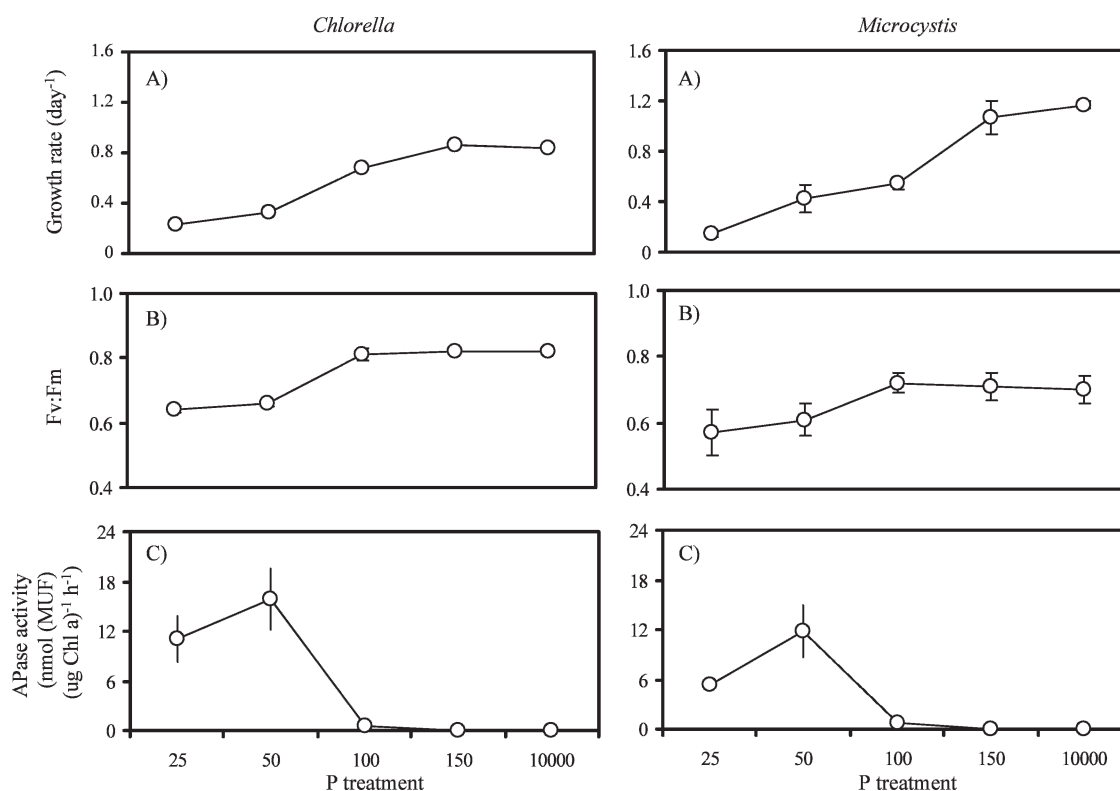 Chlorella
Microcystis
A)
Growth rate (day-1)
1.6
1.2
0.8
0.4
0
A)
1.6
1.2
0.8
0.4
0
B)
Fv:Fm
1.0
0.8
0.6
0.4
B)
1.0
0.8
0.6
0.4
C)
APase activity
(nmol (MUF)
(ug Chl a)-1 h-1)
24
18
12
6
0
25 50 100 150 10000
P treatment
C)
24
18
12
6
0
25 50 100 150 10000
P treatment